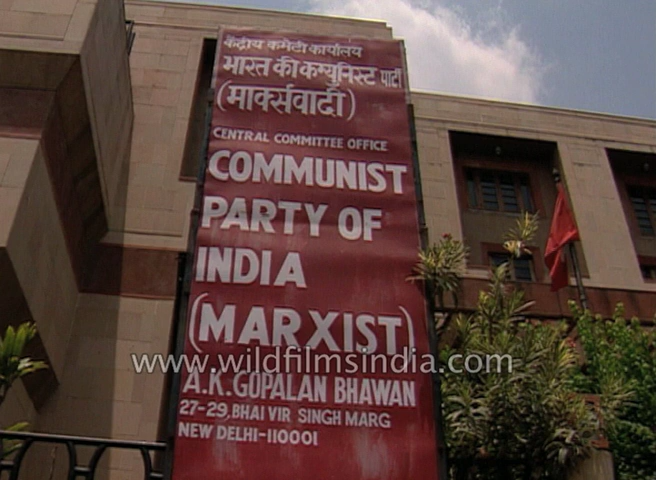 केंद्रीय कमेटी कार्यालय
भारत की कम्युनिस्ट पार्टी
(मार्क्सवादी)
CENTRAL COMMITTEE OFFICE
COMMUNIST
PARTY OF
INDIA
(MARXIST)
www.wildfilmsindia.com
A.K.GOPALAN BHAWAN
27-29, BHAI VIR SINGH MARG
NEW DELHI-110001